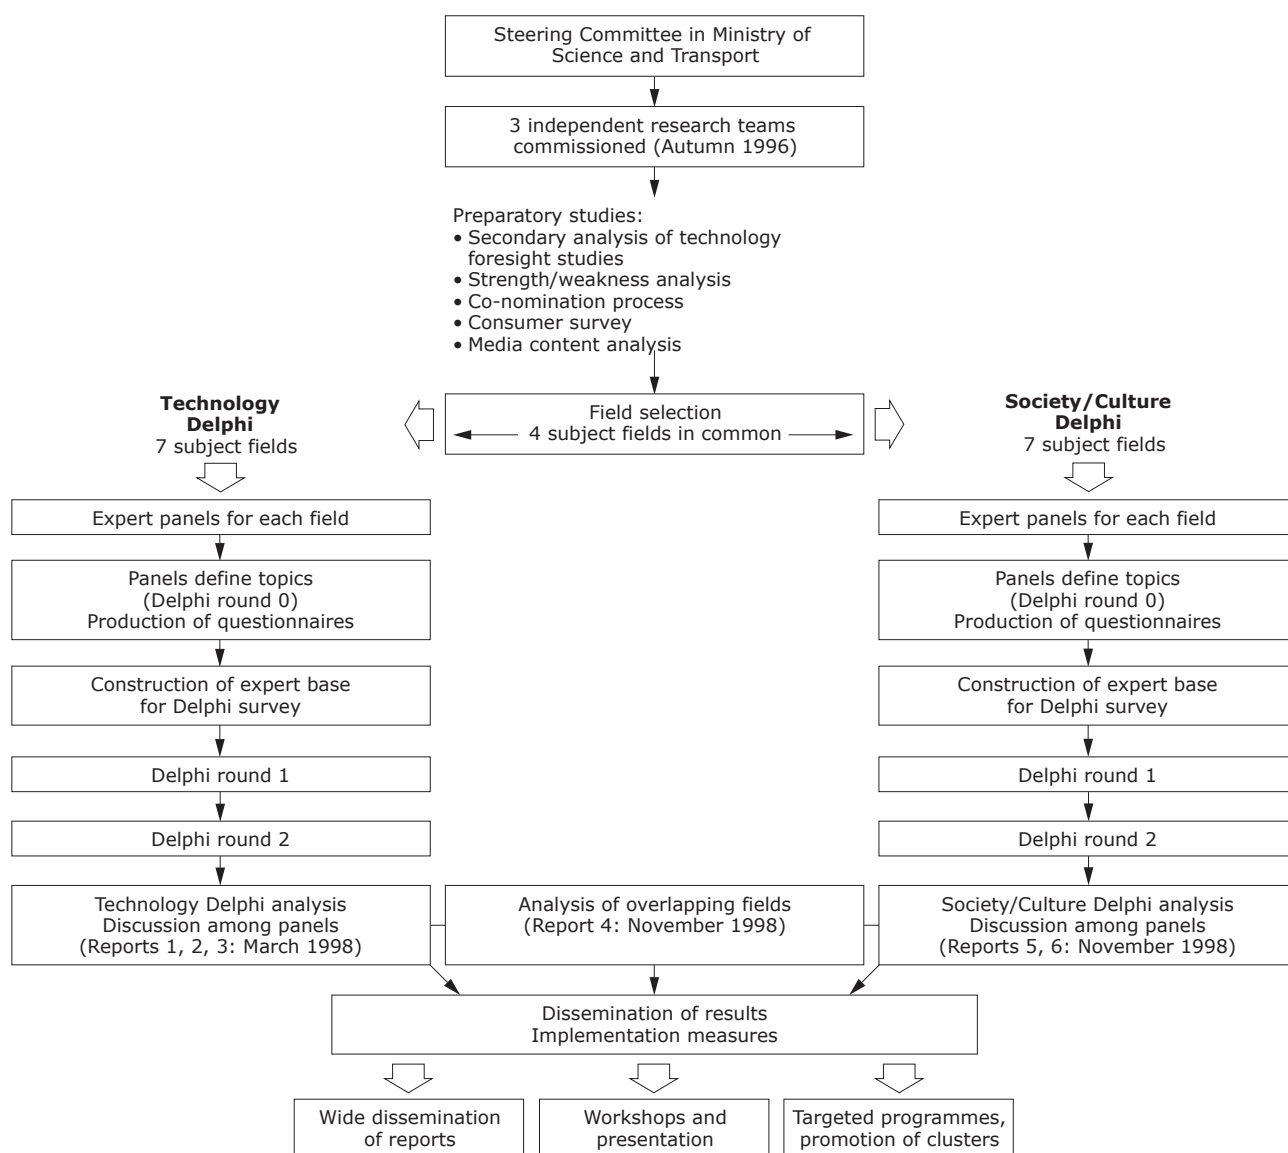 Steering Committee in Ministry of
Science and Transport
3 independent research teams
commissioned (Autumn 1996)
Preparatory studies:
• Secondary analysis of technology
foresight studies
• Strength/weakness analysis
• Co-nomination process
• Consumer survey
• Media content analysis
Technology
Delphi
7 subject fields
Field selection
4 subject fields in common
Society/Culture
Delphi
7 subject fields
Expert panels for each field
Panels define topics
(Delphi round 0)
Production of questionnaires
Construction of expert base
for Delphi survey
Delphi round 1
Delphi round 2
Technology Delphi analysis
Discussion among panels
(Reports 1, 2, 3: March 1998)
Expert panels for each field
Panels define topics
(Delphi round 0)
Production of questionnaires
Construction of expert base
for Delphi survey
Delphi round 1
Delphi round 2
Society/Culture Delphi analysis
Discussion among panels
(Reports 5, 6: November 1998)
Analysis of overlapping fields
(Report 4: November 1998)
Dissemination of results
Implementation measures
Wide dissemination
of reports
Workshops and
presentation
Targeted programmes,
promotion of clusters